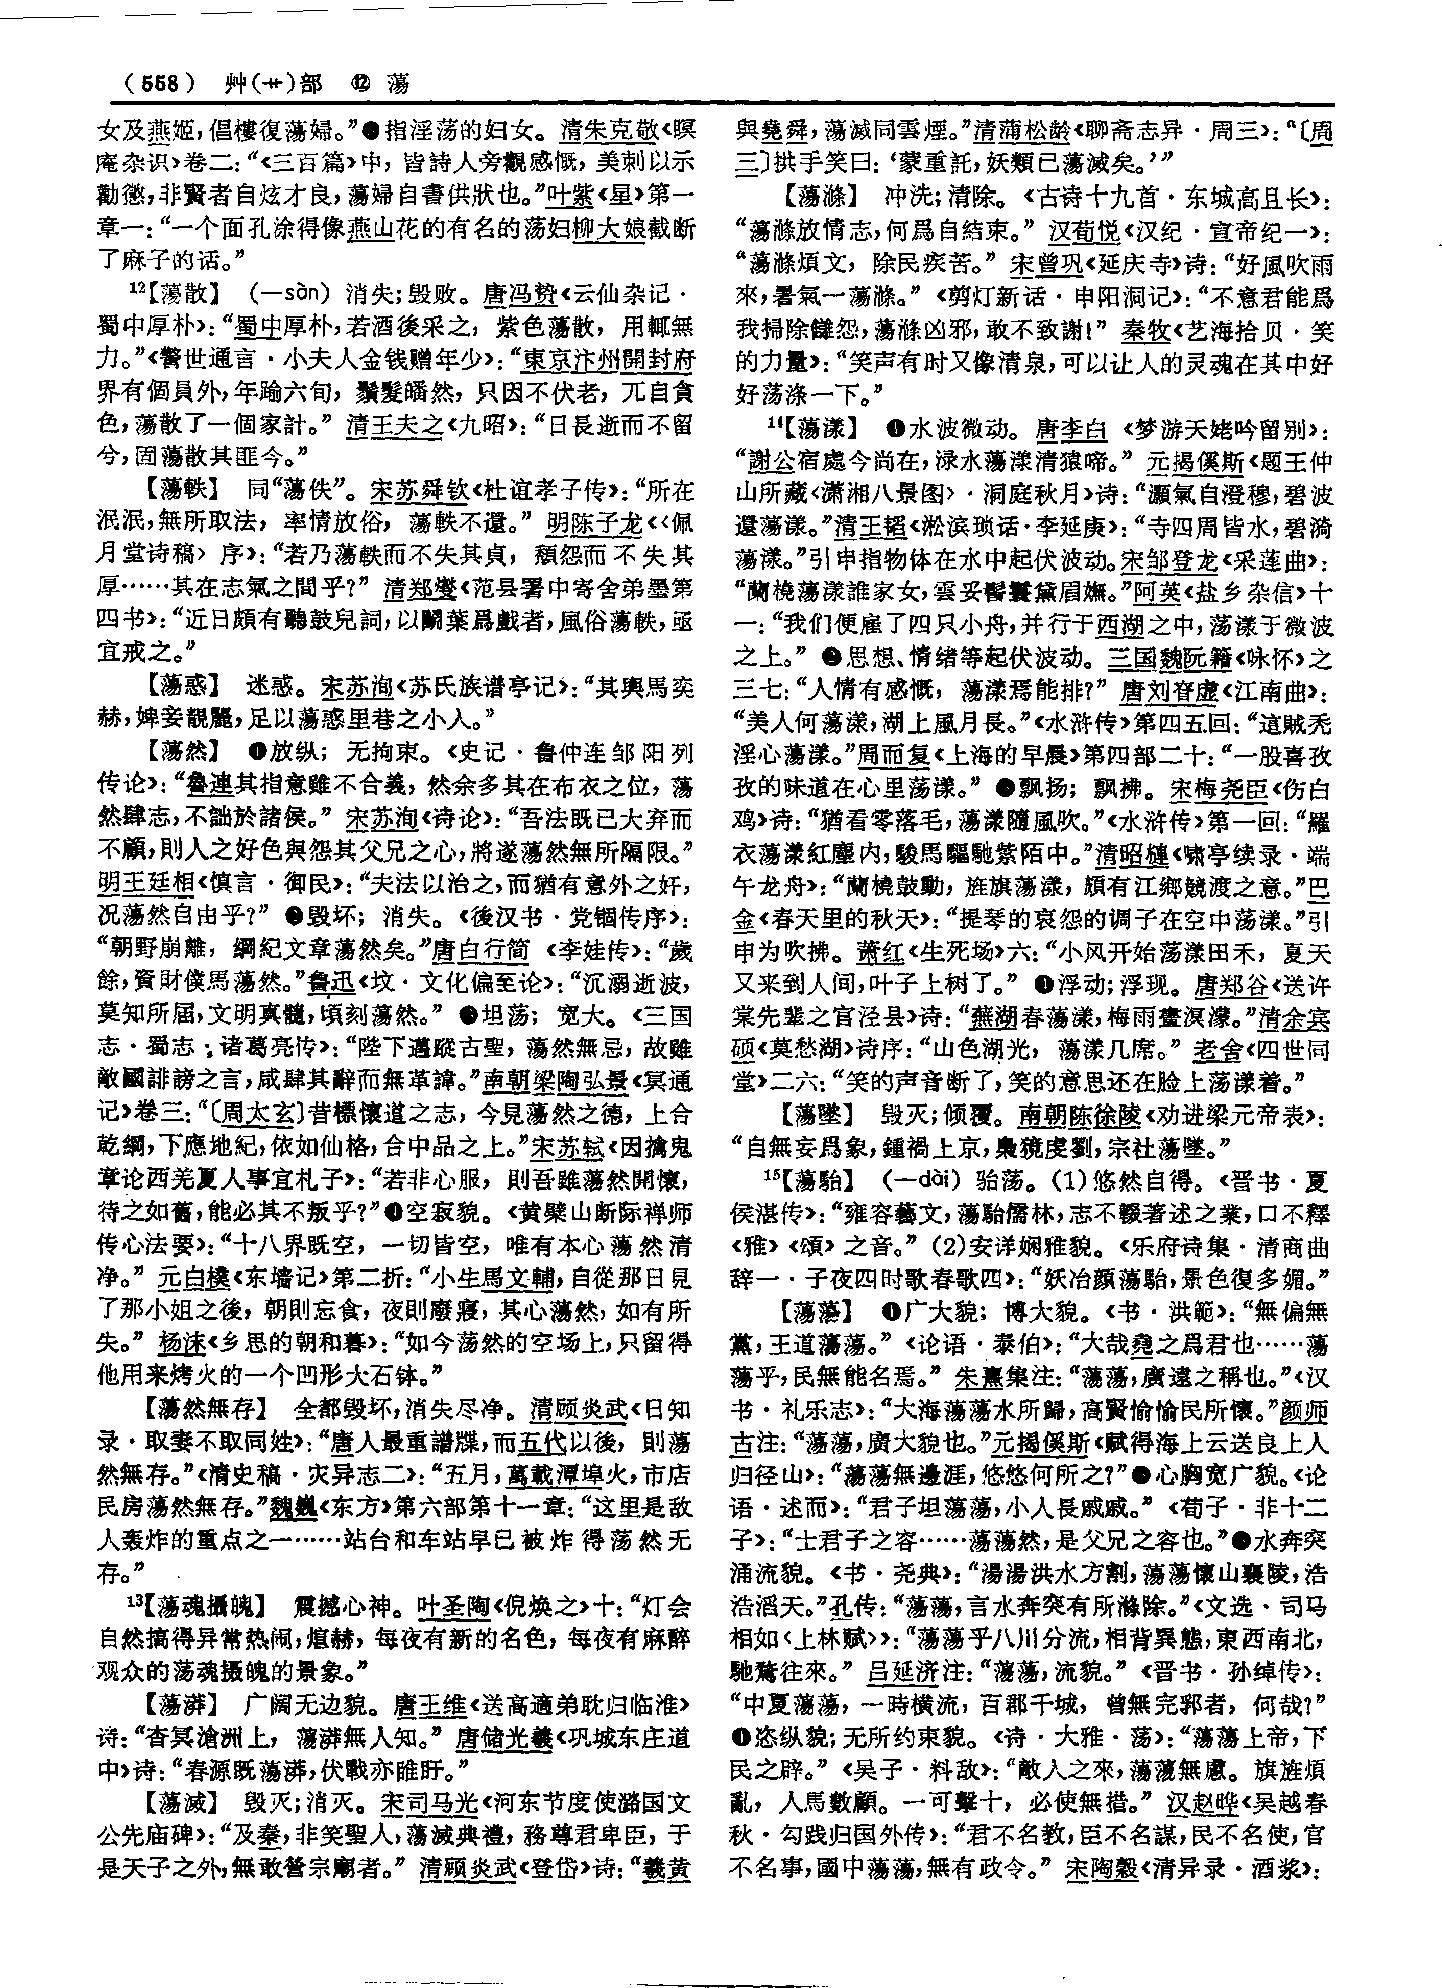 （558） 艸(艹)部 ⑫ 蕩
女及燕姬，倡樓復蕩婦。”❷指淫荡的妇女。清朱克敬《暝
庵杂识》卷二：“《三百篇》中，皆詩人旁觀感慨，美刺以示
勸懲，非賢者自炫才良，蕩婦自書供狀也。”叶紫《星》第一
章一：“一个面孔涂得像燕山花的有名的荡妇柳大娘截断
了麻子的话。”
¹²【蕩散】 （—sàn） 消失；毁败。唐冯贽《云仙杂记·
蜀中厚朴》：“蜀中厚朴，若酒後采之，紫色蕩散，用輒無
力。”《警世通言·小夫人金钱赠年少》：“東京汴州開封府
界有個員外，年踰六旬，鬚髮皤然，只因不伏老，兀自貪
色，蕩散了一個家計。” 清王夫之《九昭》：“日長逝而不留
兮，固蕩散其匪今。”
【蕩軼】 同“蕩佚”。宋苏舜钦《杜谊孝子传》：“所在
泯泯，無所取法，率情放俗，蕩軼不還。” 明陈子龙《〈佩
月堂诗稿〉序》：“若乃蕩軼而不失其貞，頹怨而不失其
厚……其在志氣之間乎？” 清郑燮《范县署中寄舍弟墨第
四书》：“近日頗有聽鼓兒詞，以鬭葉爲戲者，風俗蕩軼，亟
宜戒之。”
【蕩惑】 迷惑。宋苏洵《苏氏族谱亭记》：“其輿馬奕
赫，婢妾靚麗，足以蕩惑里巷之小人。”
【蕩然】 ❶放纵；无拘束。《史记·鲁仲连邹阳列
传论》：“魯連其指意雖不合義，然余多其在布衣之位，蕩
然肆志，不詘於諸侯。” 宋苏洵《诗论》：“吾法既已大弃而
不顧，則人之好色與怨其父兄之心，將遂蕩然無所隔限。”
明王廷相《慎言·御民》：“夫法以治之，而猶有意外之奸，
况蕩然自由乎？” ❷毁坏；消失。《後汉书·党锢传序》：
“朝野崩離，綱紀文章蕩然矣。”唐白行简《李娃传》：“歲
餘，資財僕馬蕩然。”鲁迅《坟·文化偏至论》：“沉溺逝波，
莫知所屆，文明真髓，頃刻蕩然。” ❸坦荡；宽大。《三国
志·蜀志·诸葛亮传》：“陛下邁蹤古聖，蕩然無忌，故雖
敵國誹謗之言，咸肆其辭而無革諱。”南朝梁陶弘景《冥通
记》卷三：“〔周太玄〕昔摽懷道之志，今見蕩然之德，上合
乾綱，下應地紀，依如仙格，合中品之上。”宋苏轼《因擒鬼
章论西羌夏人事宜札子》：“若非心服，則吾雖蕩然開懷，
待之如舊，能必其不叛乎？”❹空寂貌。《黄檗山断际禅师
传心法要》：“十八界既空，一切皆空，唯有本心蕩然清
净。” 元白樸《东墙记》第二折：“小生馬文輔，自從那日見
了那小姐之後，朝則忘食，夜則廢寢，其心蕩然，如有所
失。” 杨沫《乡思的朝和暮》：“如今荡然的空场上，只留得
他用来烤火的一个凹形大石钵。”
【蕩然無存】 全都毁坏，消失尽净。清顾炎武《日知
录·取妻不取同姓》：“唐人最重譜牒，而五代以後，則蕩
然無存。”《清史稿·灾异志二》：“五月，萬載潭埠火，市店
民房蕩然無存。”魏巍《东方》第六部第十一章：“这里是敌
人轰炸的重点之一……站台和车站早已被炸得荡然无
存。”
¹³【蕩魂攝魄】 震撼心神。叶圣陶《倪焕之》十：“灯会
自然搞得异常热闹，煊赫，每夜有新的名色，每夜有麻醉
观众的荡魂摄魄的景象。”
【蕩漭】 广阔无边貌。唐王维《送高適弟耽归临淮》
诗：“杳冥滄洲上，蕩漭無人知。” 唐储光羲《巩城东庄道
中》诗：“春源既蕩漭，伏戰亦睢盱。”
【蕩滅】 毁灭；消灭。宋司马光《河东节度使潞国文
公先庙碑》：“及秦，非笑聖人，蕩滅典禮，務尊君卑臣，于
是天子之外，無敢營宗廟者。” 清顾炎武《登岱》诗：“羲黄
與堯舜，蕩滅同雲煙。”清蒲松龄《聊斋志异·周三》：“〔周
三〕拱手笑曰：‘蒙重託，妖類已蕩滅矣。’”
【蕩滌】 冲洗；清除。《古诗十九首·东城高且长》：
“蕩滌放情志，何爲自結束。” 汉荀悦《汉纪·宣帝纪一》：
“蕩滌煩文，除民疾苦。” 宋曾巩《延庆寺》诗：“好風吹雨
來，暑氣一蕩滌。”《剪灯新话·申阳洞记》：“不意君能爲
我掃除讎怨，蕩滌凶邪，敢不致謝！” 秦牧《艺海拾贝·笑
的力量》：“笑声有时又像清泉，可以让人的灵魂在其中好
好荡涤一下。”
¹⁴【蕩漾】 ❶水波微动。唐李白《梦游天姥吟留别》：
“謝公宿處今尚在，渌水蕩漾清猿啼。” 元揭傒斯《题王仲
山所藏〈潇湘八景图〉·洞庭秋月》诗：“灝氣自澄穆，碧波
還蕩漾。”清王韬《淞滨琐话·李延庚》：“寺四周皆水，碧漪
蕩漾。”引申指物体在水中起伏波动。宋邹登龙《采莲曲》：
“蘭橈蕩漾誰家女，雲妥髻鬟黛眉嫵。”阿英《盐乡杂信》十
一：“我们便雇了四只小舟，并行于西湖之中，荡漾于微波
之上。” ❷思想、情绪等起伏波动。三国魏阮籍《咏怀》之
三七：“人情有感慨，蕩漾焉能排？” 唐刘眘虚《江南曲》：
“美人何蕩漾，湖上風月長。”《水浒传》第四五回：“這賊禿
淫心蕩漾。”周而复《上海的早晨》第四部二十：“一股喜孜
孜的味道在心里荡漾。” ❸飘扬；飘拂。宋梅尧臣《伤白
鸡》诗：“猶看零落毛，蕩漾隨風吹。”《水浒传》第一回：“羅
衣蕩漾紅塵内，駿馬驅馳紫陌中。”清昭槤《啸亭续录·端
午龙舟》：“蘭橈鼓動，旌旗蕩漾，頗有江鄉競渡之意。”巴
金《春天里的秋天》：“提琴的哀怨的调子在空中荡漾。”引
申为吹拂。萧红《生死场》六：“小风开始荡漾田禾，夏天
又来到人间，叶子上树了。” ❹浮动；浮现。唐郑谷《送许
棠先辈之官泾县》诗：“蕪湖春蕩漾，梅雨晝溟濛。”清余宾
硕《莫愁湖》诗序：“山色湖光，蕩漾几席。” 老舍《四世同
堂》二六：“笑的声音断了，笑的意思还在脸上荡漾着。”
【蕩墜】 毁灭；倾覆。南朝陈徐陵《劝进梁元帝表》：
“自無妄爲象，鍾禍上京，梟獍虔劉，宗社蕩墜。”
¹⁵【蕩駘】 （—dài） 骀荡。(1)悠然自得。《晋书·夏
侯湛传》：“雍容藝文，蕩駘儒林，志不輟著述之業，口不釋
《雅》《頌》之音。” (2)安详娴雅貌。《乐府诗集·清商曲
辞一·子夜四时歌春歌四》：“妖冶顏蕩駘，景色復多媚。”
【蕩蕩】 ❶广大貌；博大貌。《书·洪範》：“無偏無
黨，王道蕩蕩。” 《论语·泰伯》：“大哉堯之爲君也……蕩
蕩乎，民無能名焉。” 朱熹集注：“蕩蕩，廣遠之稱也。”《汉
书·礼乐志》：“大海蕩蕩水所歸，高賢愉愉民所懷。”颜师
古注：“蕩蕩，廣大貌也。”元揭傒斯《赋得海上云送良上人
归径山》：“蕩蕩無邊涯，悠悠何所之？”❷心胸宽广貌。《论
语·述而》：“君子坦蕩蕩，小人長戚戚。” 《荀子·非十二
子》：“士君子之容……蕩蕩然，是父兄之容也。”❸水奔突
涌流貌。《书·尧典》：“湯湯洪水方割，蕩蕩懷山襄陵，浩
浩滔天。”孔传：“蕩蕩，言水奔突有所滌除。”《文选·司马
相如〈上林赋〉》：“蕩蕩乎八川分流，相背異態，東西南北，
馳騖往來。” 吕延济注：“蕩蕩，流貌。”《晋书·孙绰传》：
“中夏蕩蕩，一時橫流，百郡千城，曾無完郛者，何哉？”
❹恣纵貌；无所约束貌。《诗·大雅·荡》：“蕩蕩上帝，下
民之辟。” 《吴子·料敌》：“敵人之來，蕩蕩無慮。旗旌煩
亂，人馬數顧。一可擊十，必使無措。” 汉赵晔《吴越春
秋·勾践归国外传》：“君不名教，臣不名謀，民不名使，官
不名事，國中蕩蕩，無有政令。” 宋陶穀《清异录·酒浆》：